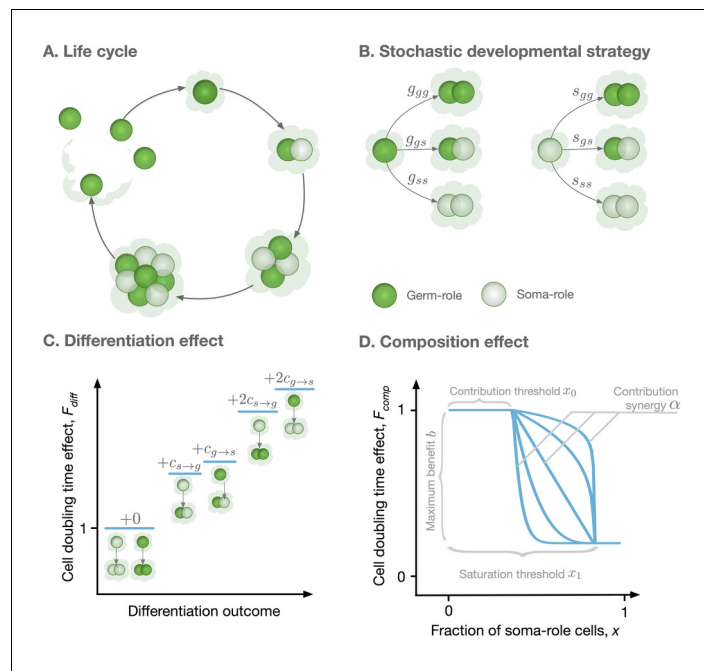 A. Life cycle
B. Stochastic developmental strategy
g_gg
g_gs
g_ss
s_gg
s_gs
s_ss
Germ-role
Soma-role
C. Differentiation effect
Cell doubling time effect, F_diff
1
+0
+c_s→g
+c_g→s
+2c_s→g
+2c_g→s
Differentiation outcome
D. Composition effect
Cell doubling time effect, F_comp
1
0
Contribution threshold x_0
Contribution
synergy α
Maximum benefit b
Saturation threshold x_1
0
1
Fraction of soma-role cells, x